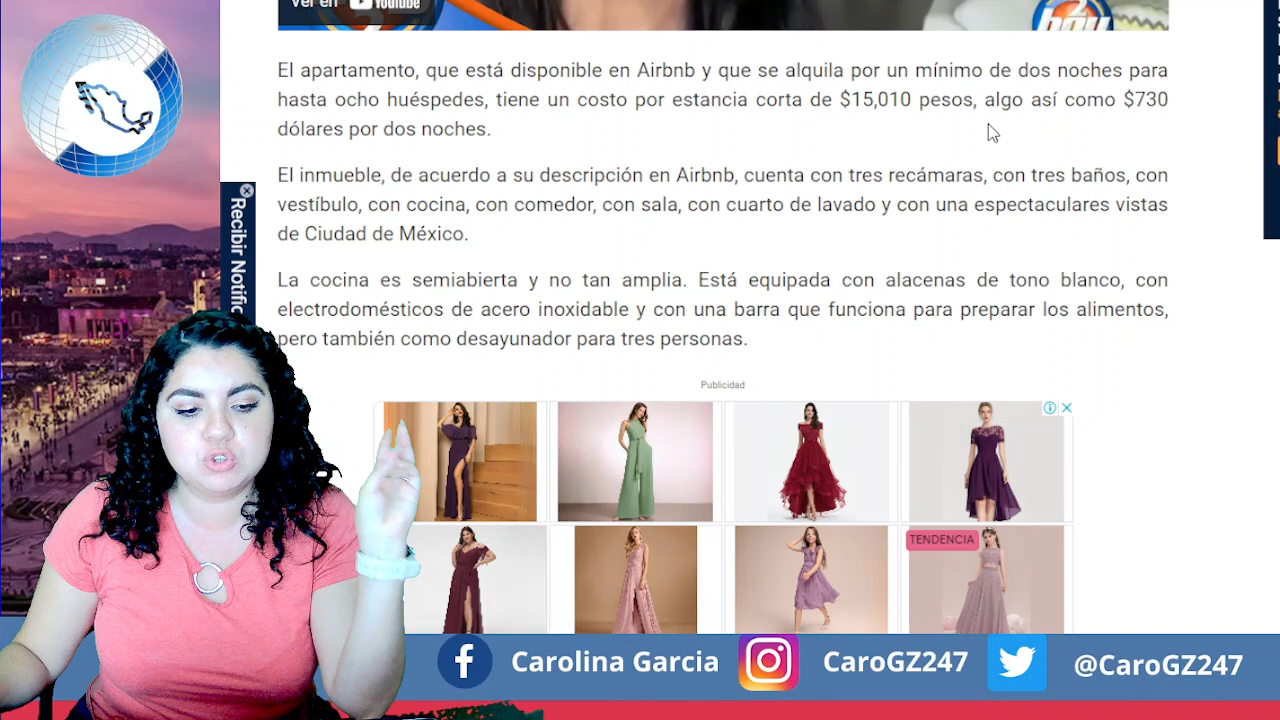 Ver en YouTube
2
hoy
El apartamento, que está disponible en Airbnb y que se alquila por un mínimo de dos noches para
hasta ocho huéspedes, tiene un costo por estancia corta de $15,010 pesos, algo así como $730
dólares por dos noches.
El inmueble, de acuerdo a su descripción en Airbnb, cuenta con tres recámaras, con tres baños, con
vestíbulo, con cocina, con comedor, con sala, con cuarto de lavado y con una espectaculares vistas
de Ciudad de México.
Recibir Notific
La cocina es semiabierta y no tan amplia. Está equipada con alacenas de tono blanco, con
electrodomésticos de acero inoxidable y con una barra que funciona para preparar los alimentos,
pero también como desayunador para tres personas.
Publicidad
TENDENCIA
Carolina Garcia
CaroGZ247
@CaroGZ247